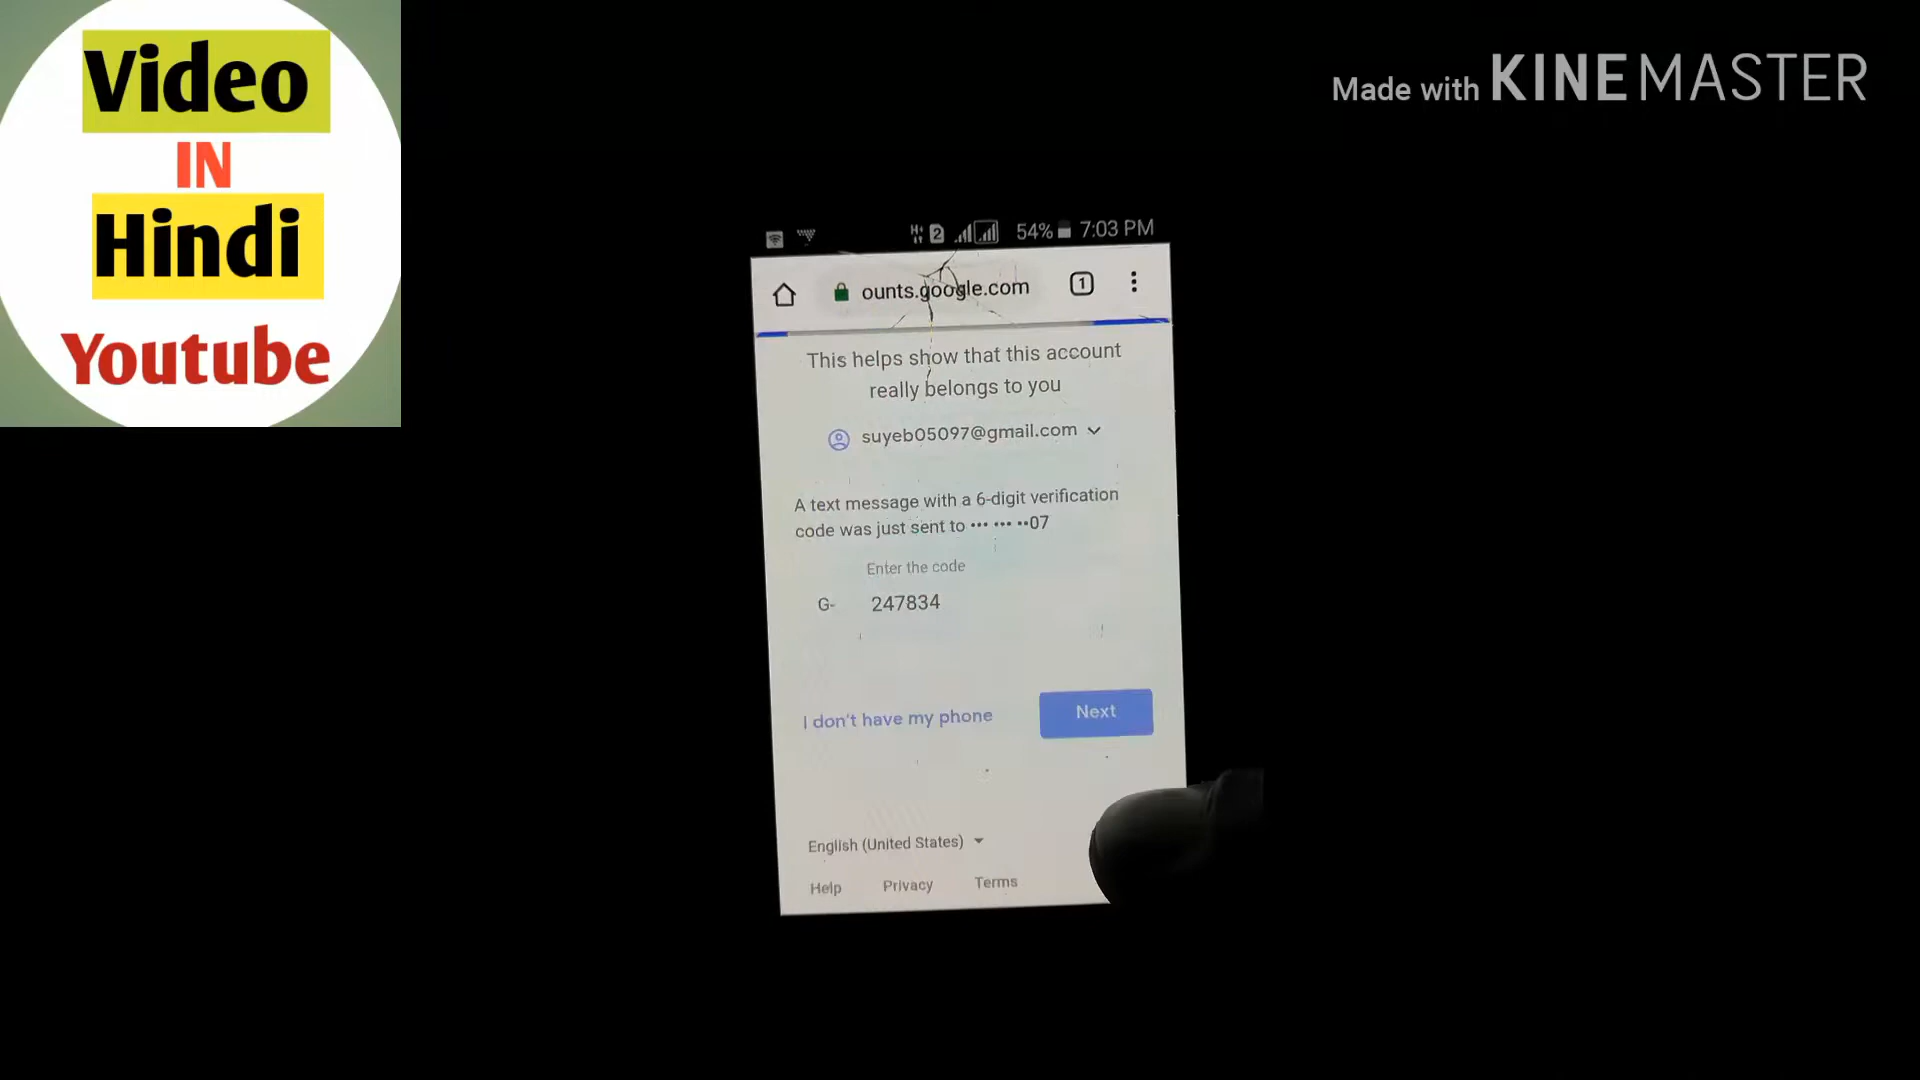 Video
IN
Hindi
Youtube
Made with KINEMASTER
2
54% 7:03 PM
ounts.google.com
1
This helps show that this account
really belongs to you
suyeb05097@gmail.com
A text message with a 6-digit verification
code was just sent to ••• ••• ••07
Enter the code
G- 247834
I don't have my phone
Next
English (United States)
Help Privacy Terms